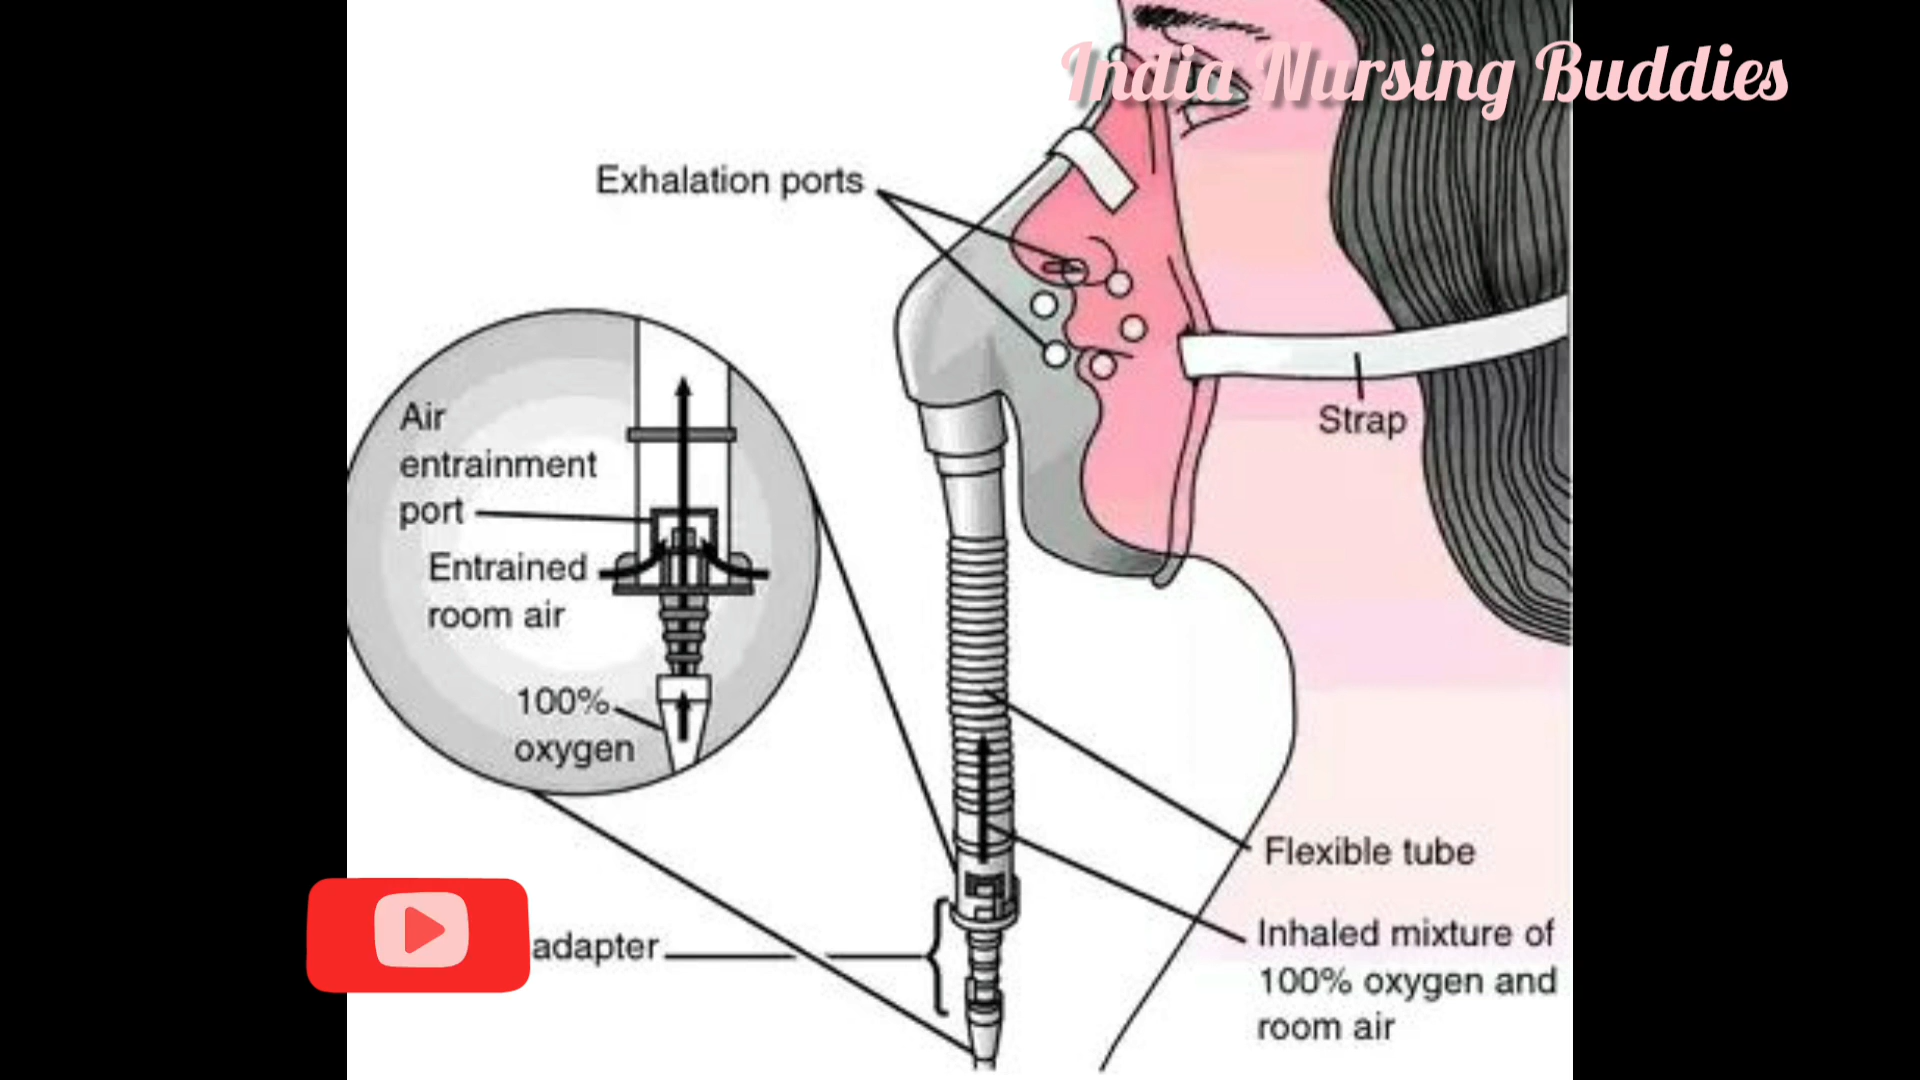 India Nursing Buddies
Exhalation ports
Air
entrainment
port
Entrained
room air
100%
oxygen
Strap
Flexible tube
adapter
Inhaled mixture of
100% oxygen and
room air